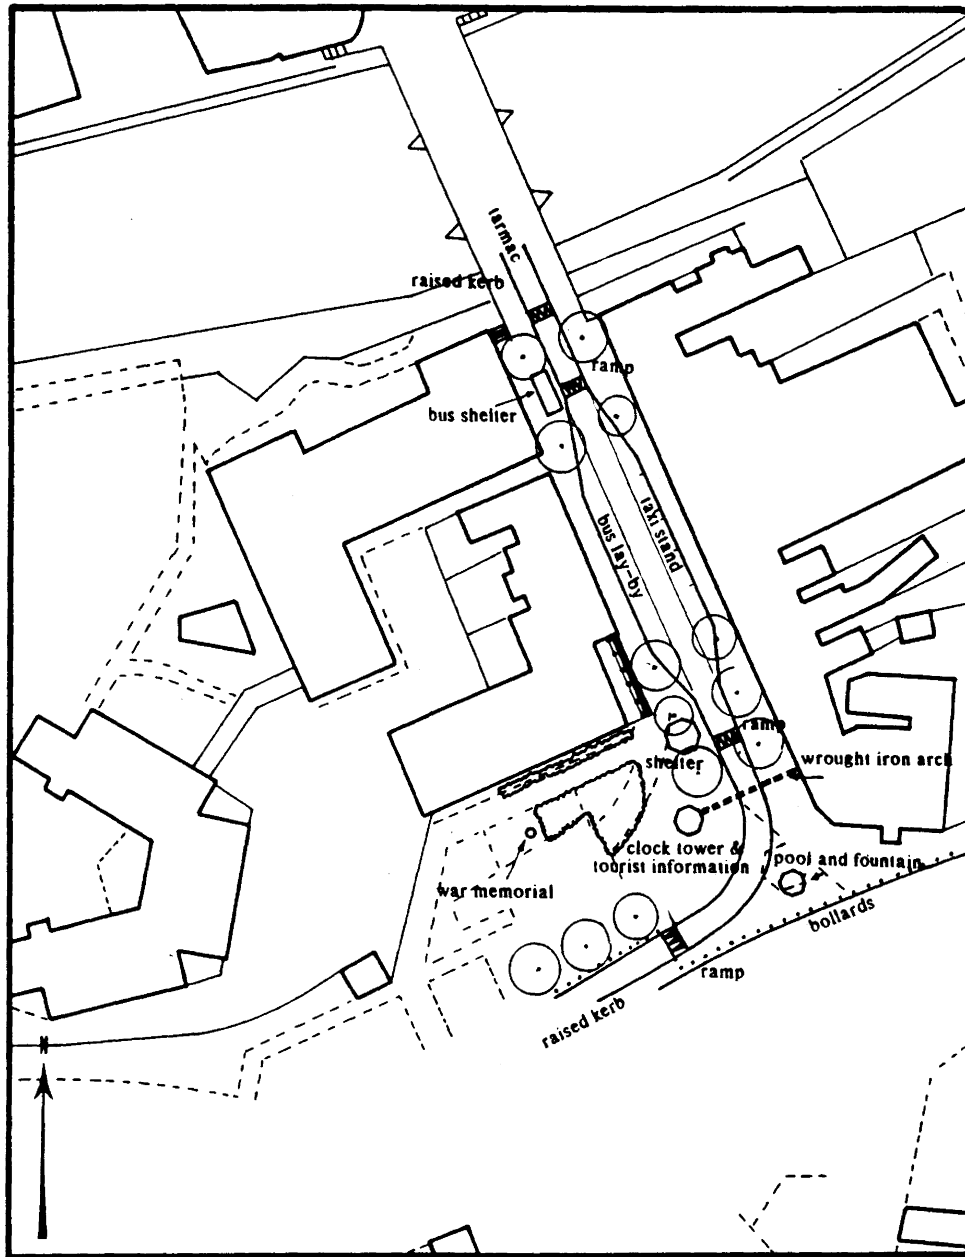 tarmac
raised kerb
ramp
bus shelter
taxi stand
bus lay-by
ramp
shelter
wrought iron arch
clock tower &
tourist information
pool and fountain
war memorial
bollards
ramp
raised kerb
N